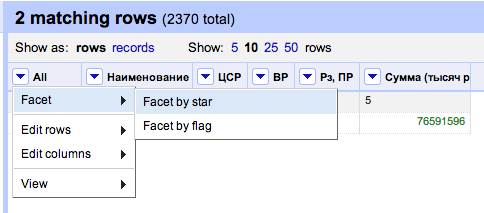 2 matching rows (2370 total)
Show as: rows records Show: 5 10 25 50 rows
All Наименование ЦСР ВР Рз, ПР Сумма (тысяч р
Facet Facet by star 5
Facet by flag 76591596
Edit rows
Edit columns
View